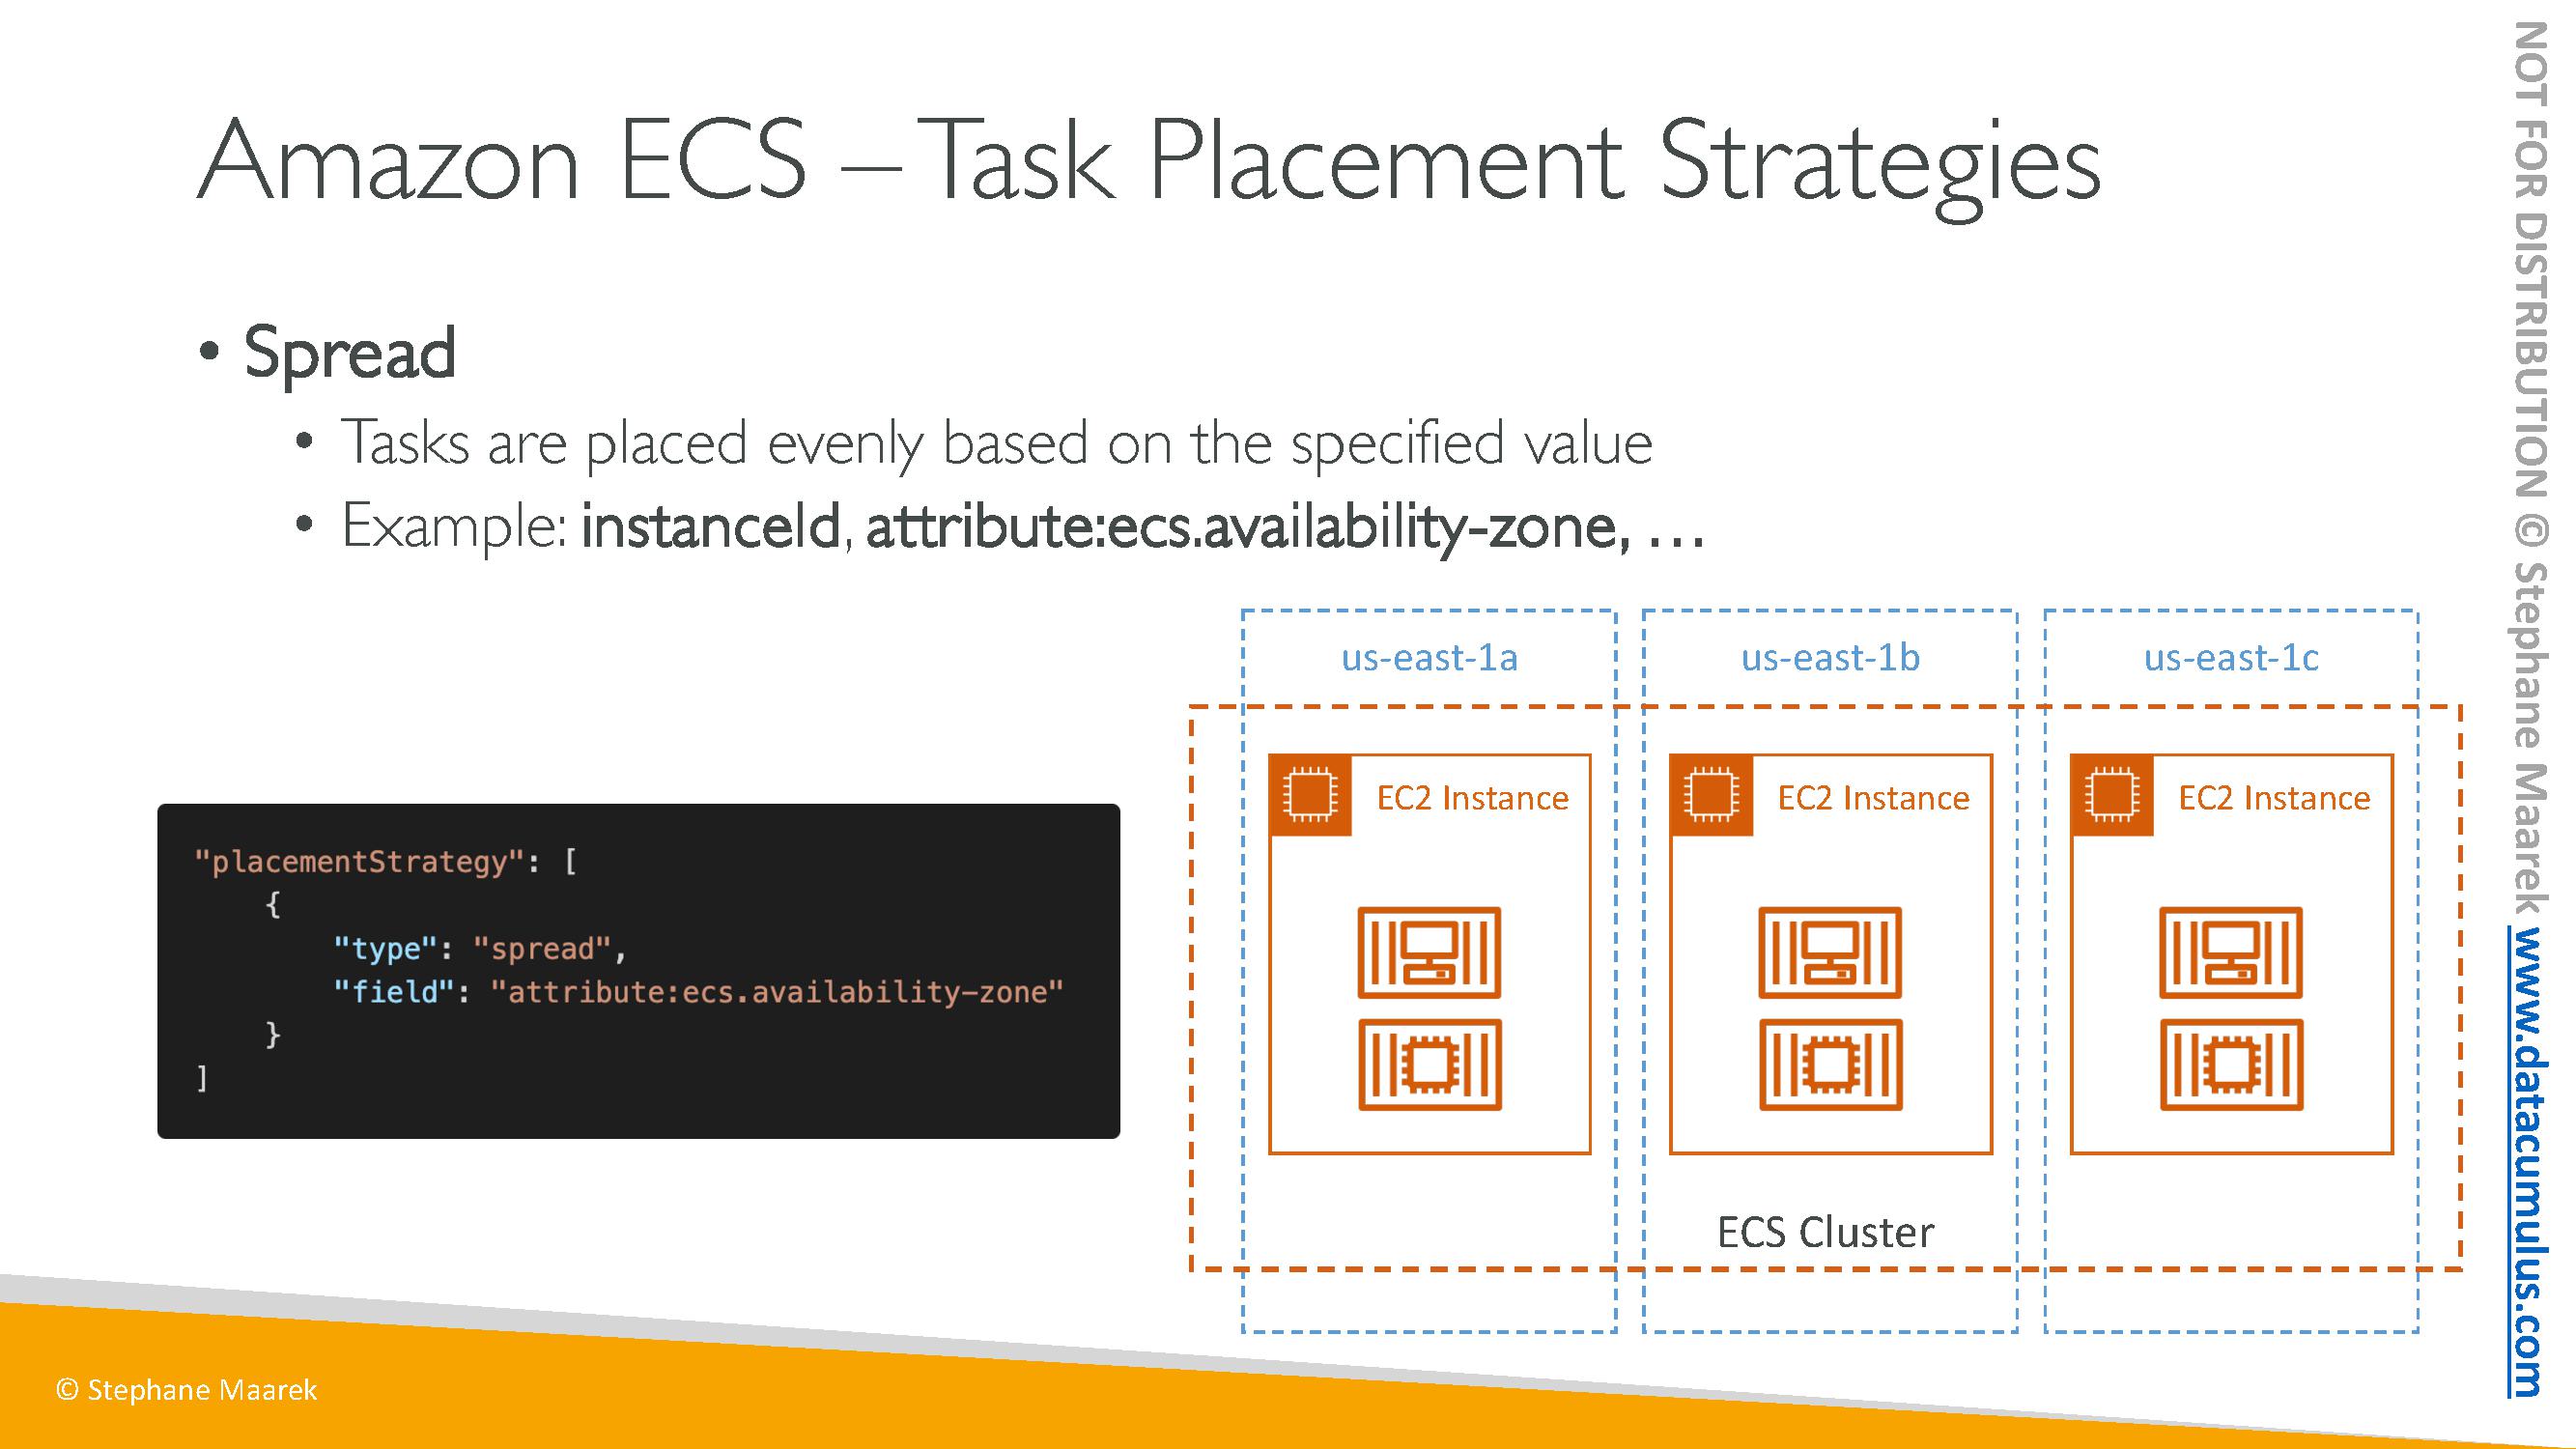 Amazon ECS – Task Placement Strategies
• Spread
• Tasks are placed evenly based on the specified value
• Example: instanceId, attribute:ecs.availability-zone, …
"placementStrategy": [
{
"type": "spread",
"field": "attribute:ecs.availability-zone"
}
]
us-east-1a
us-east-1b
us-east-1c
EC2 Instance
EC2 Instance
EC2 Instance
ECS Cluster
© Stephane Maarek
NOT FOR DISTRIBUTION © Stephane Maarek www.datacumulus.com